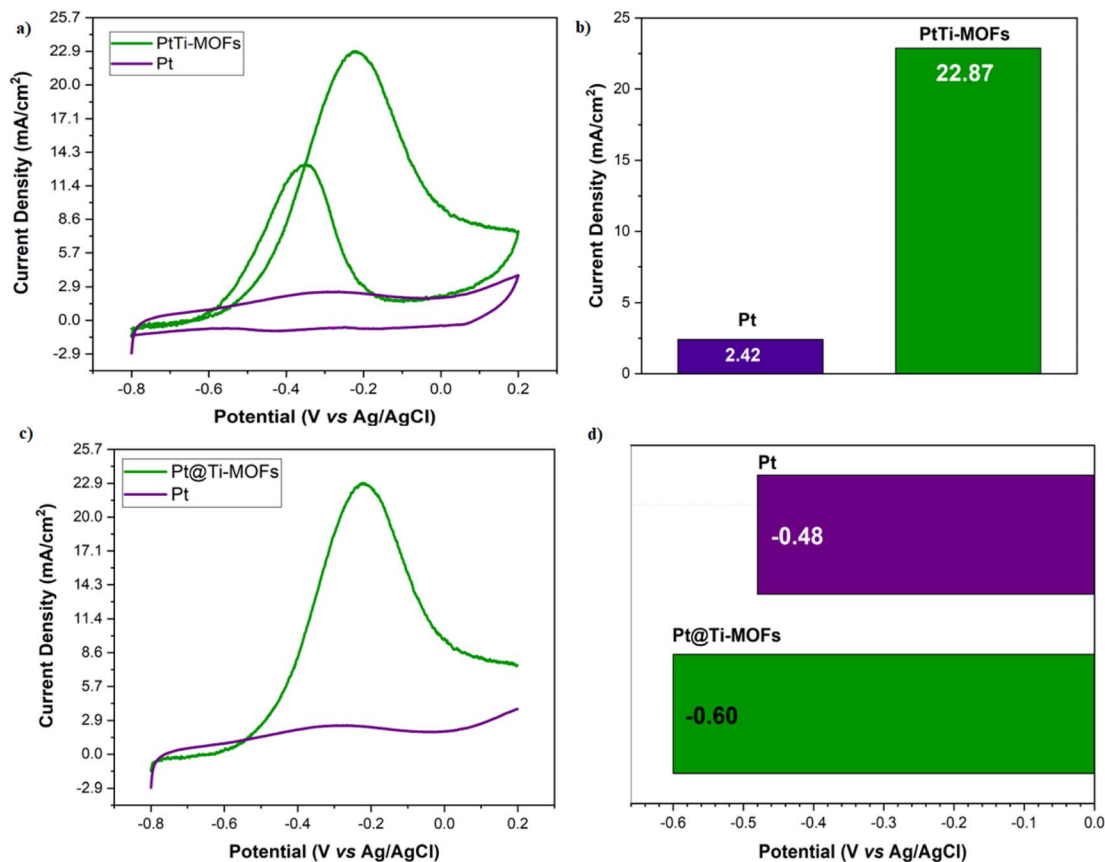 a)
25.7
22.9
20.0
17.1
14.3
11.4
8.6
5.7
2.9
0.0
-2.9
Current Density (mA/cm²)
PtTi-MOFs
Pt
-0.8 -0.6 -0.4 -0.2 0.0 0.2
Potential (V vs Ag/AgCl)
b)
25
20
15
10
5
0
Current Density (mA/cm²)
PtTi-MOFs
22.87
Pt
2.42
c)
25.7
22.9
20.0
17.1
14.3
11.4
8.6
5.7
2.9
0.0
-2.9
Current Density (mA/cm²)
Pt@Ti-MOFs
Pt
-0.8 -0.6 -0.4 -0.2 0.0 0.2
Potential (V vs Ag/AgCl)
d)
Pt
-0.48
Pt@Ti-MOFs
-0.60
-0.6 -0.5 -0.4 -0.3 -0.2 -0.1 0.0
Potential (V vs Ag/AgCl)